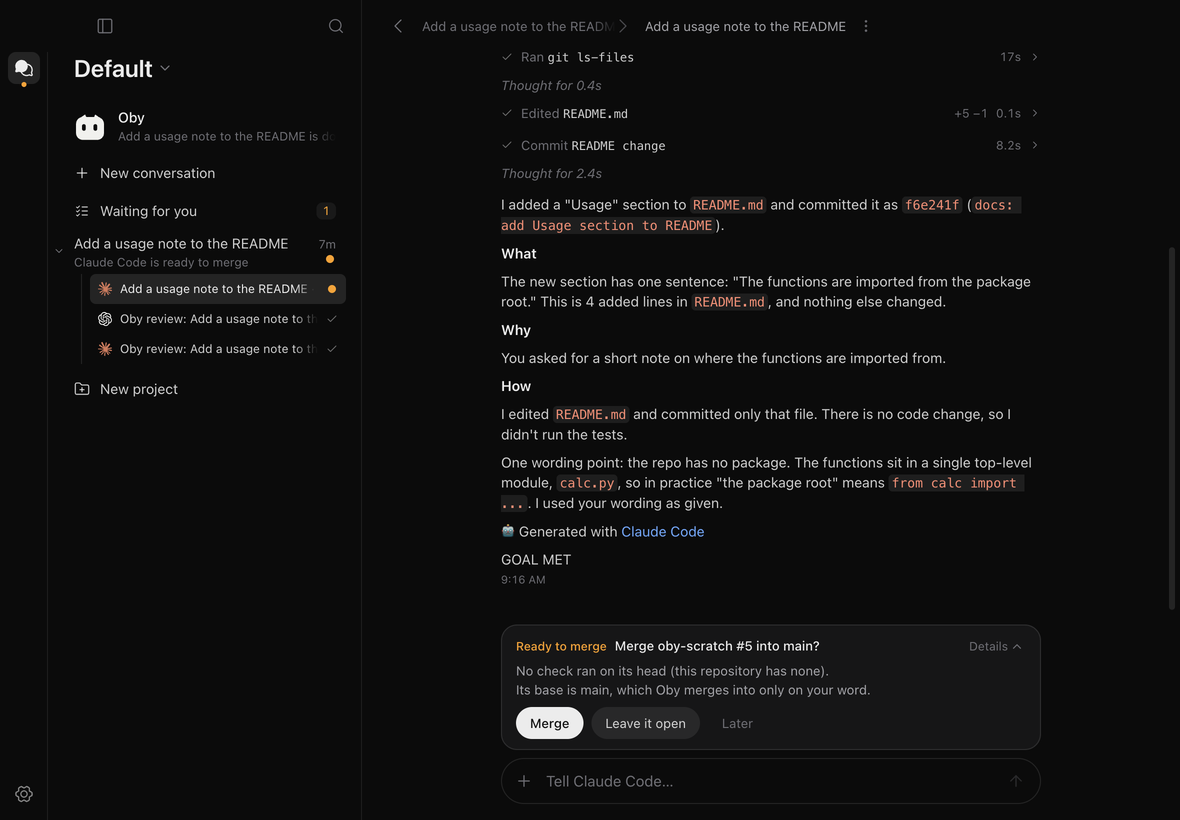 Add a usage note to the READM
Add a usage note to the README
Default
Oby
Add a usage note to the README is do
New conversation
Waiting for you
1
Add a usage note to the README
7m
Claude Code is ready to merge
Add a usage note to the README
Oby review: Add a usage note to th
Oby review: Add a usage note to th
New project
Ran git ls-files
17s
Thought for 0.4s
Edited README.md
+5 −1 0.1s
Commit README change
8.2s
Thought for 2.4s
I added a "Usage" section to README.md and committed it as f6e241f (docs:
add Usage section to README).
What
The new section has one sentence: "The functions are imported from the package
root." This is 4 added lines in README.md, and nothing else changed.
Why
You asked for a short note on where the functions are imported from.
How
I edited README.md and committed only that file. There is no code change, so I
didn't run the tests.
One wording point: the repo has no package. The functions sit in a single top-level
module, calc.py, so in practice "the package root" means from calc import
.... I used your wording as given.
🤖 Generated with Claude Code
GOAL MET
9:16 AM
Ready to merge Merge oby-scratch #5 into main?
Details
No check ran on its head (this repository has none).
Its base is main, which Oby merges into only on your word.
Merge
Leave it open
Later
Tell Claude Code...